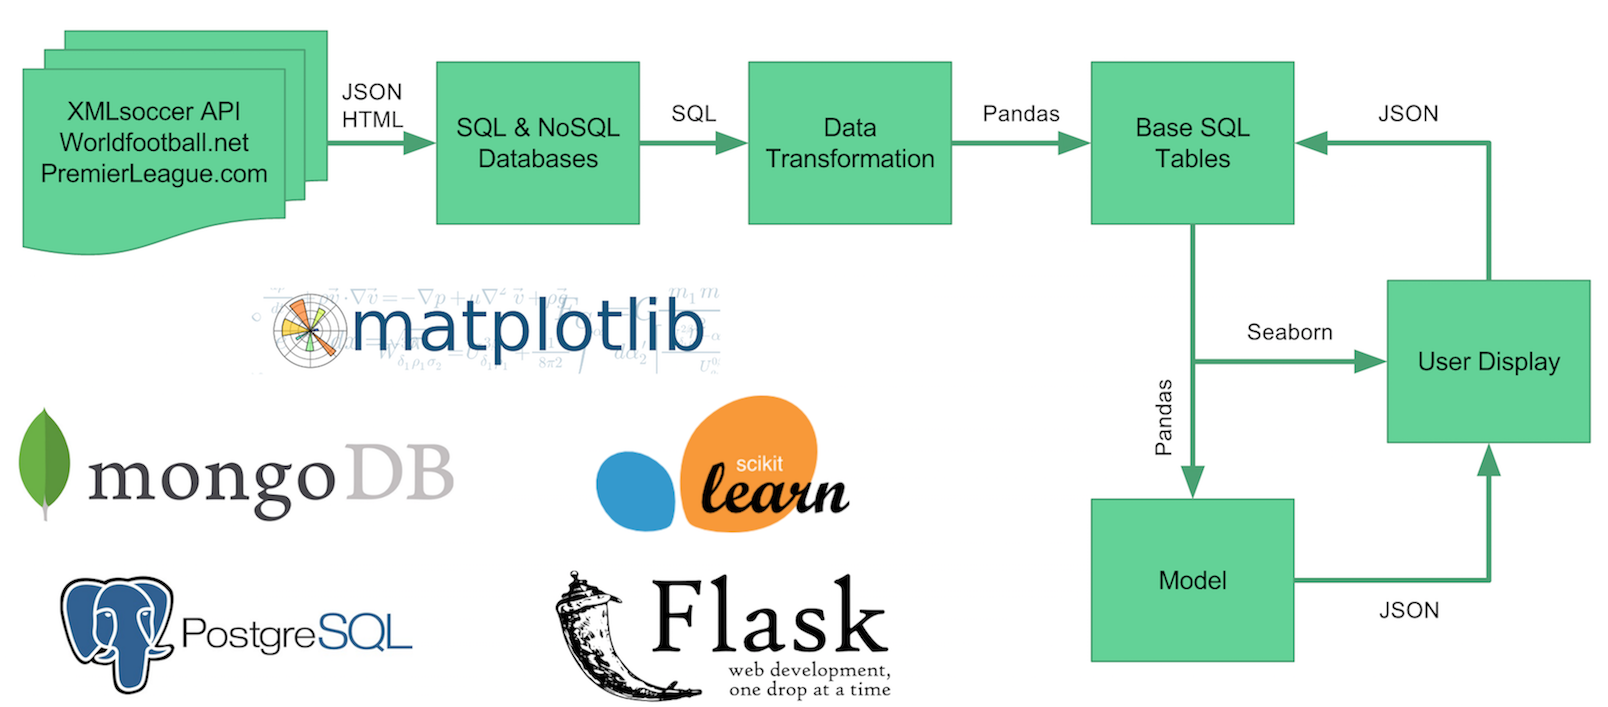 XMLsoccer API
Worldfootball.net
PremierLeague.com
JSON
HTML
SQL & NoSQL
Databases
SQL
Data
Transformation
Pandas
Base SQL
Tables
JSON
Seaborn
User Display
Pandas
Model
JSON
matplotlib
mongoDB
scikit
learn
PostgreSQL
Flask
web development,
one drop at a time